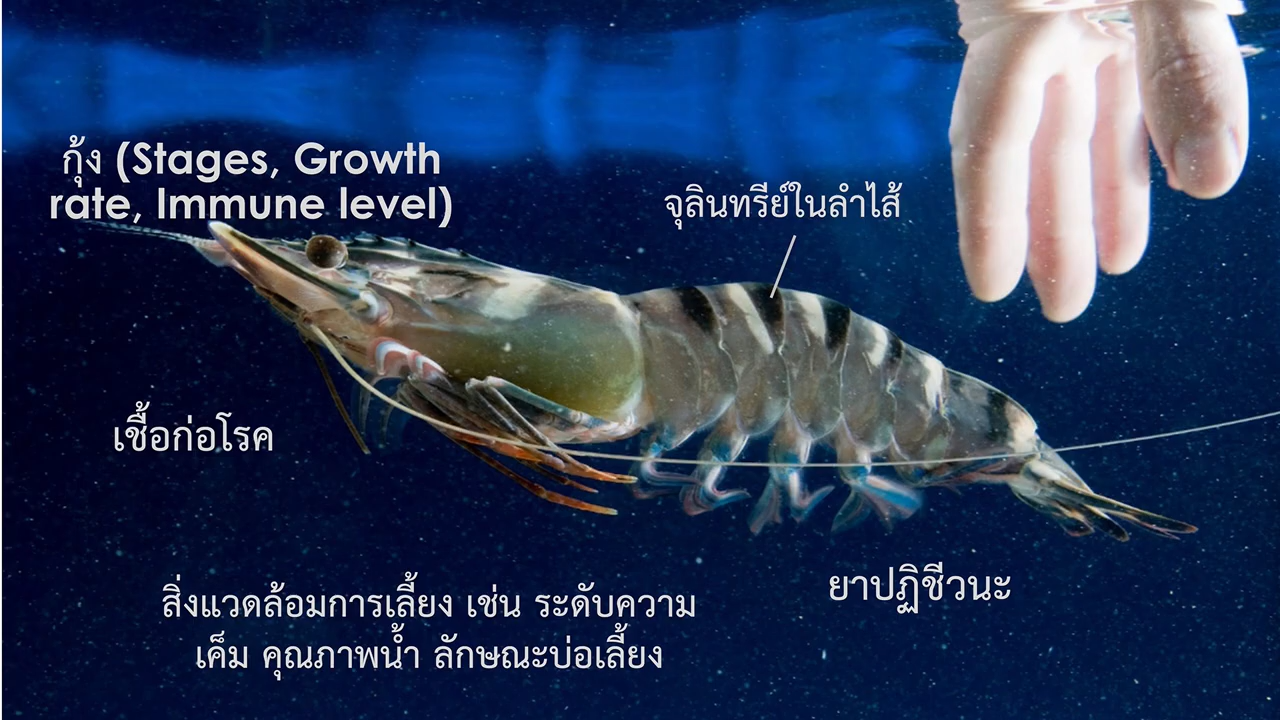 กุ้ง (Stages, Growth
rate, Immune level)
จุลินทรีย์ในลำไส้
เชื้อก่อโรค
ยาปฏิชีวนะ
สิ่งแวดล้อมการเลี้ยง เช่น ระดับความ
เค็ม คุณภาพน้ำ ลักษณะบ่อเลี้ยง